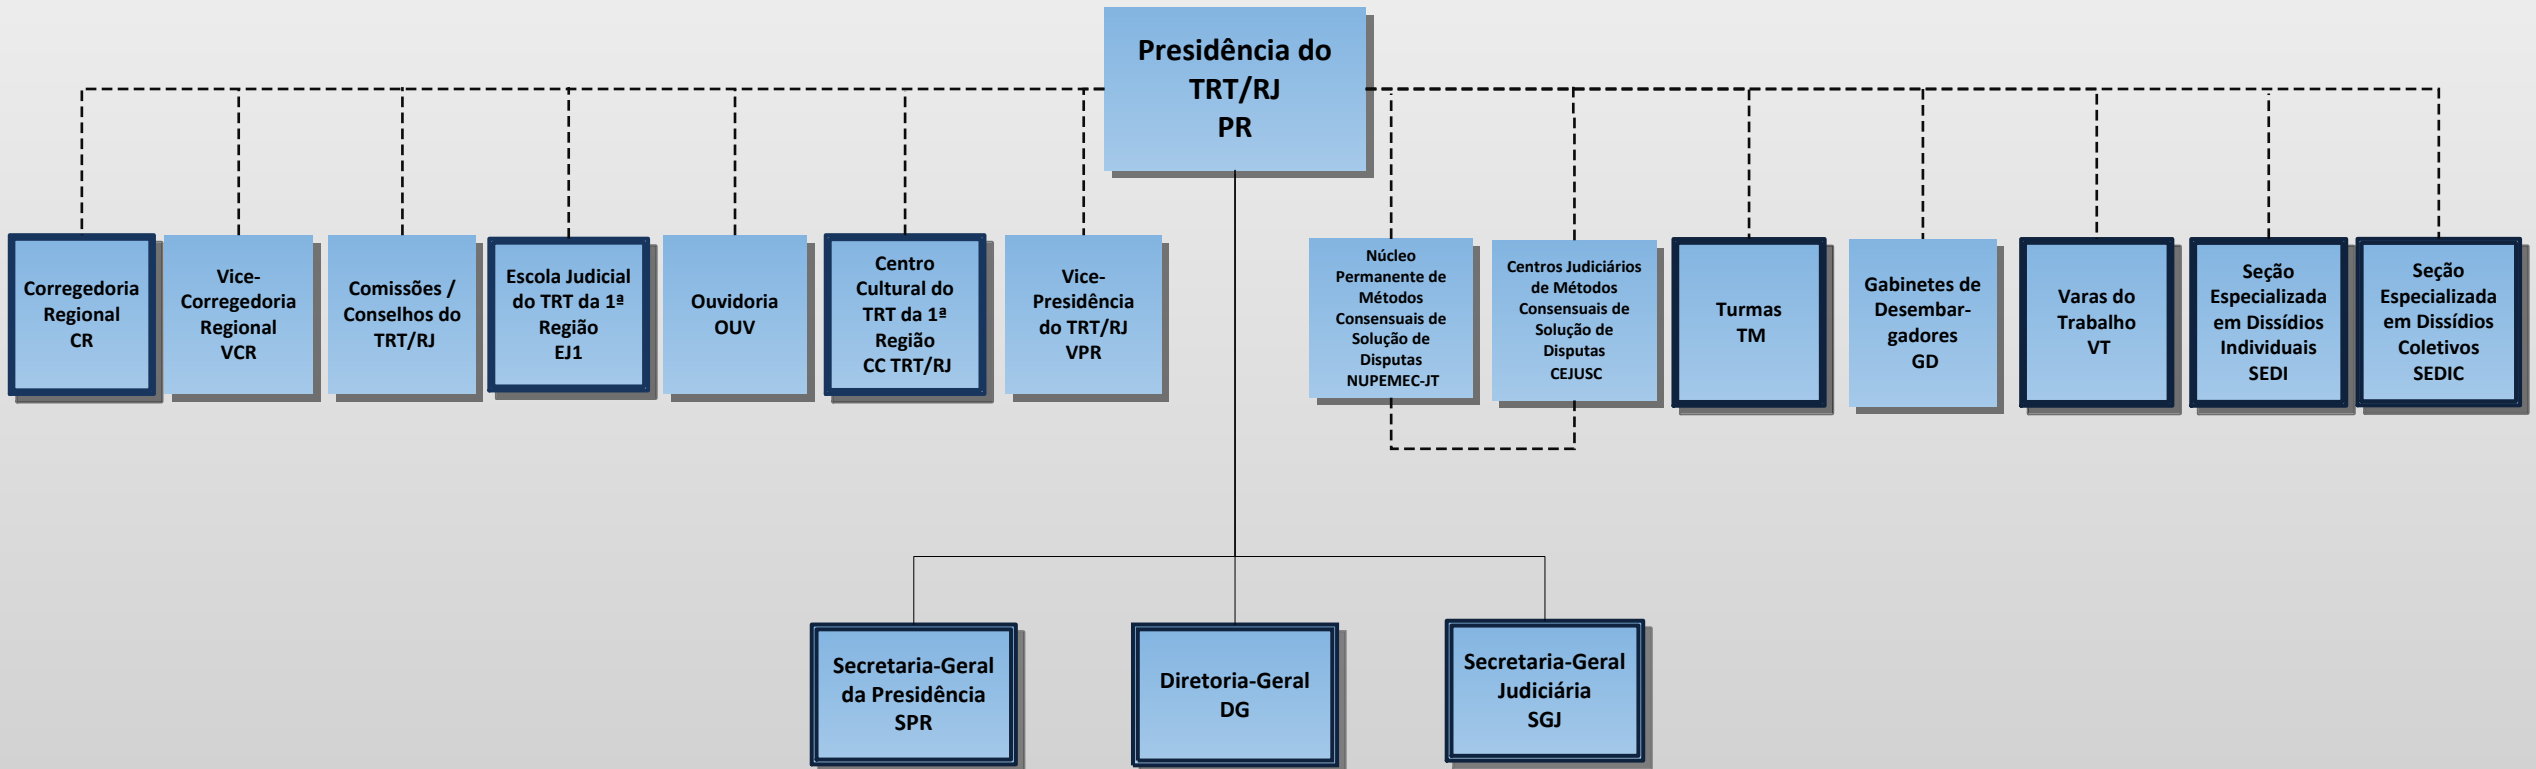 Presidência do
TRT/RJ
PR
Corregedoria
Regional
CR
Vice-
Corregedoria
Regional
VCR
Comissões /
Conselhos do
TRT/RJ
Escola Judicial
do TRT da 1ª
Região
EJ1
Ouvidoria
OUV
Centro
Cultural do
TRT da 1ª
Região
CC TRT/RJ
Vice-
Presidência
do TRT/RJ
VPR
Núcleo
Permanente de
Métodos
Consensuais de
Solução de
Disputas
NUPEMEC-JT
Centros Judiciários
de Métodos
Consensuais de
Solução de
Disputas
CEJUSC
Turmas
TM
Gabinetes de
Desembar-
gadores
GD
Varas do
Trabalho
VT
Seção
Especializada
em Dissídios
Individuais
SEDI
Seção
Especializada
em Dissídios
Coletivos
SEDIC
Secretaria-Geral
da Presidência
SPR
Diretoria-Geral
DG
Secretaria-Geral
Judiciária
SGJ